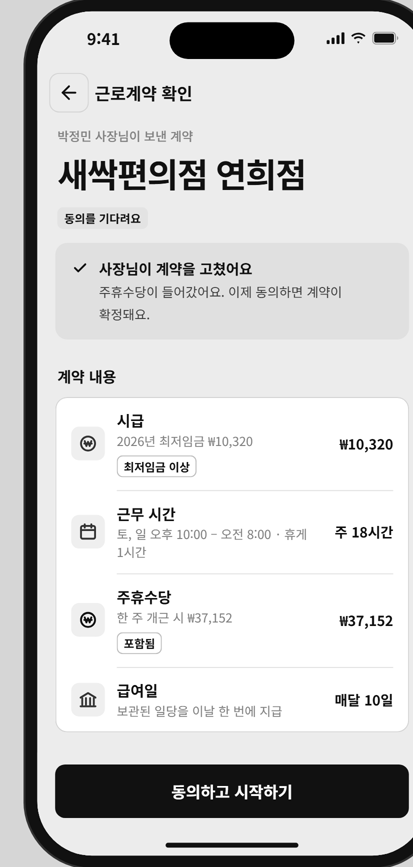 9:41
근로계약 확인
박정민 사장님이 보낸 계약
새싹편의점 연희점
동의를 기다려요
사장님이 계약을 고쳤어요
주휴수당이 들어갔어요. 이제 동의하면 계약이
확정돼요.
계약 내용
시급
2026년 최저임금 ₩10,320
최저임금 이상
₩10,320
근무 시간
토, 일 오후 10:00 – 오전 8:00 · 휴게
1시간
주 18시간
주휴수당
한 주 개근 시 ₩37,152
포함됨
₩37,152
급여일
보관된 일당을 이날 한 번에 지급
매달 10일
동의하고 시작하기